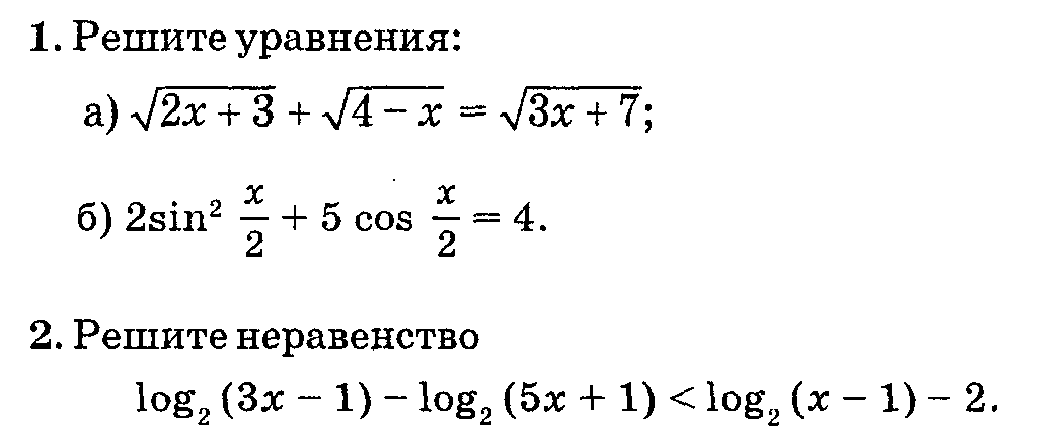 1. Решите уравнения:
а) √(2x + 3) + √(4 − x) = √(3x + 7);
б) 2sin² x/2 + 5 cos x/2 = 4.
2. Решите неравенство
log₂ (3x − 1) − log₂ (5x + 1) < log₂ (x − 1) − 2.